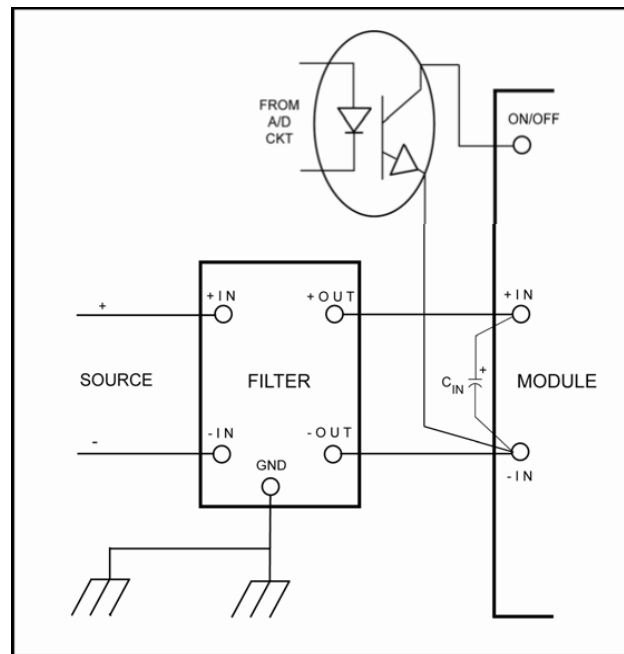 FROM
A/D
CKT
ON/OFF
+
+IN
+OUT
+IN
SOURCE
FILTER
+
C IN
MODULE
-
-IN
-OUT
GND
-IN